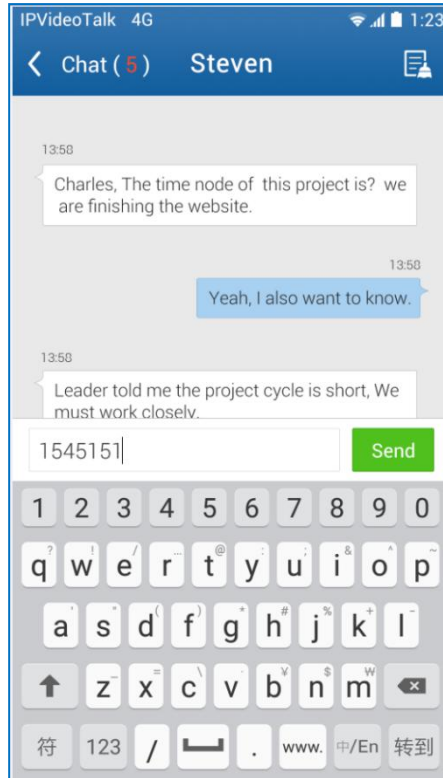 IPVideoTalk 4G 1:23
Chat ( 5 ) Steven
13:58
Charles, The time node of this project is? we
are finishing the website.
13:58
Yeah, I also want to know.
13:58
Leader told me the project cycle is short, We
must work closely.
1545151
Send
1 2 3 4 5 6 7 8 9 0
? ! / ... @ : ; & ^ ~
q w e r t y u i o p
' * ( ) * # % + -
a s d f g h j k l
- = \ · ¥ $ ₩
z x c v b n m
符 123 / . www. 中/En 转到